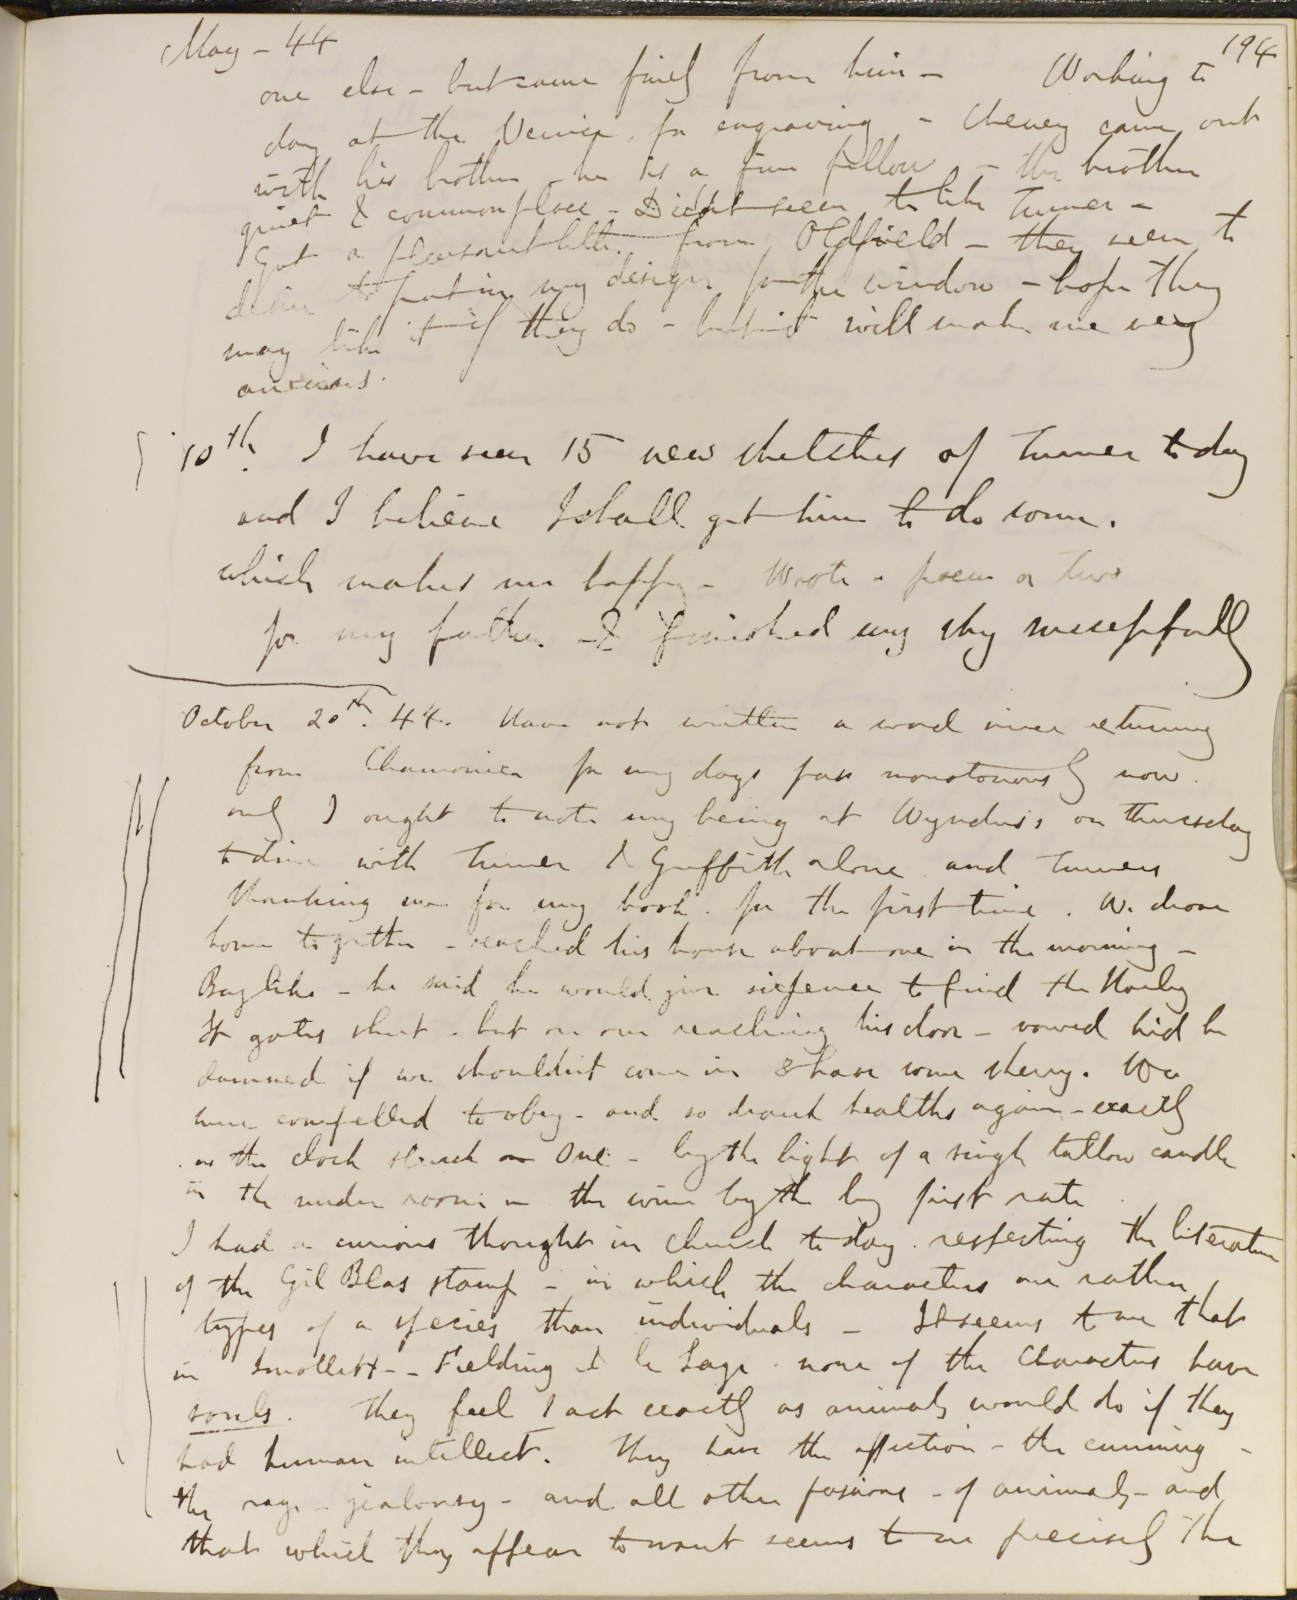 May - 44
194
one else - but came finely from him - Working to
day at the Venice, for engraving - Cheney came out
with his brother - he is a fine fellow - the brother
quiet & commonplace - Didnt seem to like Turner -
Got a pleasant letter from Oldfield - they seem to
desire to put in my design for the window - hope they
may like it if they do - but it will make me very
anxious.
10th. I have seen 15 new sketches of Turner today
and I believe I shall get him to do some.
which makes me happy - Wrote a poem or two
for my father - & finished my sky successfully
October 20th. 44. Have not written a word since returning
from Chamonix for my days pass monotonously now.
only I ought to note my being at Wyndus's on thursday
to dine with Turner & Griffith alone and Turners
thanking me for my book. for the first time. We drove
home together - reached his house about one in the morning -
Boylike - he said he would give sixpence to find the Harley
St gates shut - but on our reaching his door - vowed hid be
damned if we shouldnt come in & have some sherry. We
were compelled to obey - and so drank healths again - exactly
as the clock struck one - by the light of a single tallow candle
in the under room - the wine by the by first rate
I had a curious thought in church today. respecting the literature
of the Gil Blas stamp - in which the characters are rather
types of a species than individuals - It seems to me that
in Smollett - - Fielding & le Sage - none of the Characters have
souls. they feel & act exactly as animals would do if they
had human intellect. They have the affection - the cunning -
the rage - jealousy - and all other passions - of animals - and
that which they appear to want seems to me precisely the